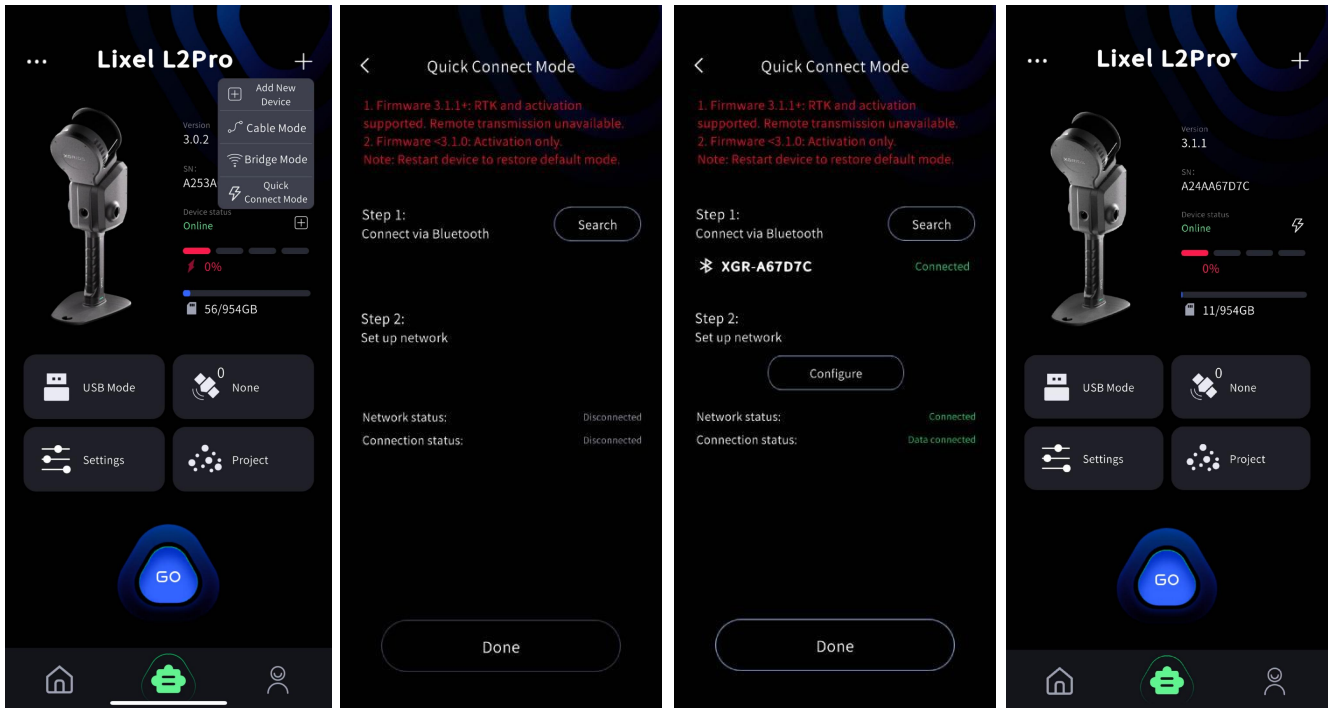 Lixel L2Pro
Add New
Device
Cable Mode
Bridge Mode
Quick
Connect Mode
Version
3.0.2
SN:
A253A
Device status
Online
0%
56/954GB
USB Mode
0
None
Settings
Project
GO
Quick Connect Mode
1. Firmware 3.1.1+: RTK and activation
supported. Remote transmission unavailable.
2. Firmware <3.1.0: Activation only.
Note: Restart device to restore default mode.
Step 1:
Connect via Bluetooth
Search
Step 2:
Set up network
Network status:
Disconnected
Connection status:
Disconnected
Done
Quick Connect Mode
1. Firmware 3.1.1+: RTK and activation
supported. Remote transmission unavailable.
2. Firmware <3.1.0: Activation only.
Note: Restart device to restore default mode.
Step 1:
Connect via Bluetooth
Search
XGR-A67D7C
Connected
Step 2:
Set up network
Configure
Network status:
Connected
Connection status:
Data connected
Done
Lixel L2Pro
Version
3.1.1
SN:
A24AA67D7C
Device status
Online
0%
11/954GB
USB Mode
0
None
Settings
Project
GO